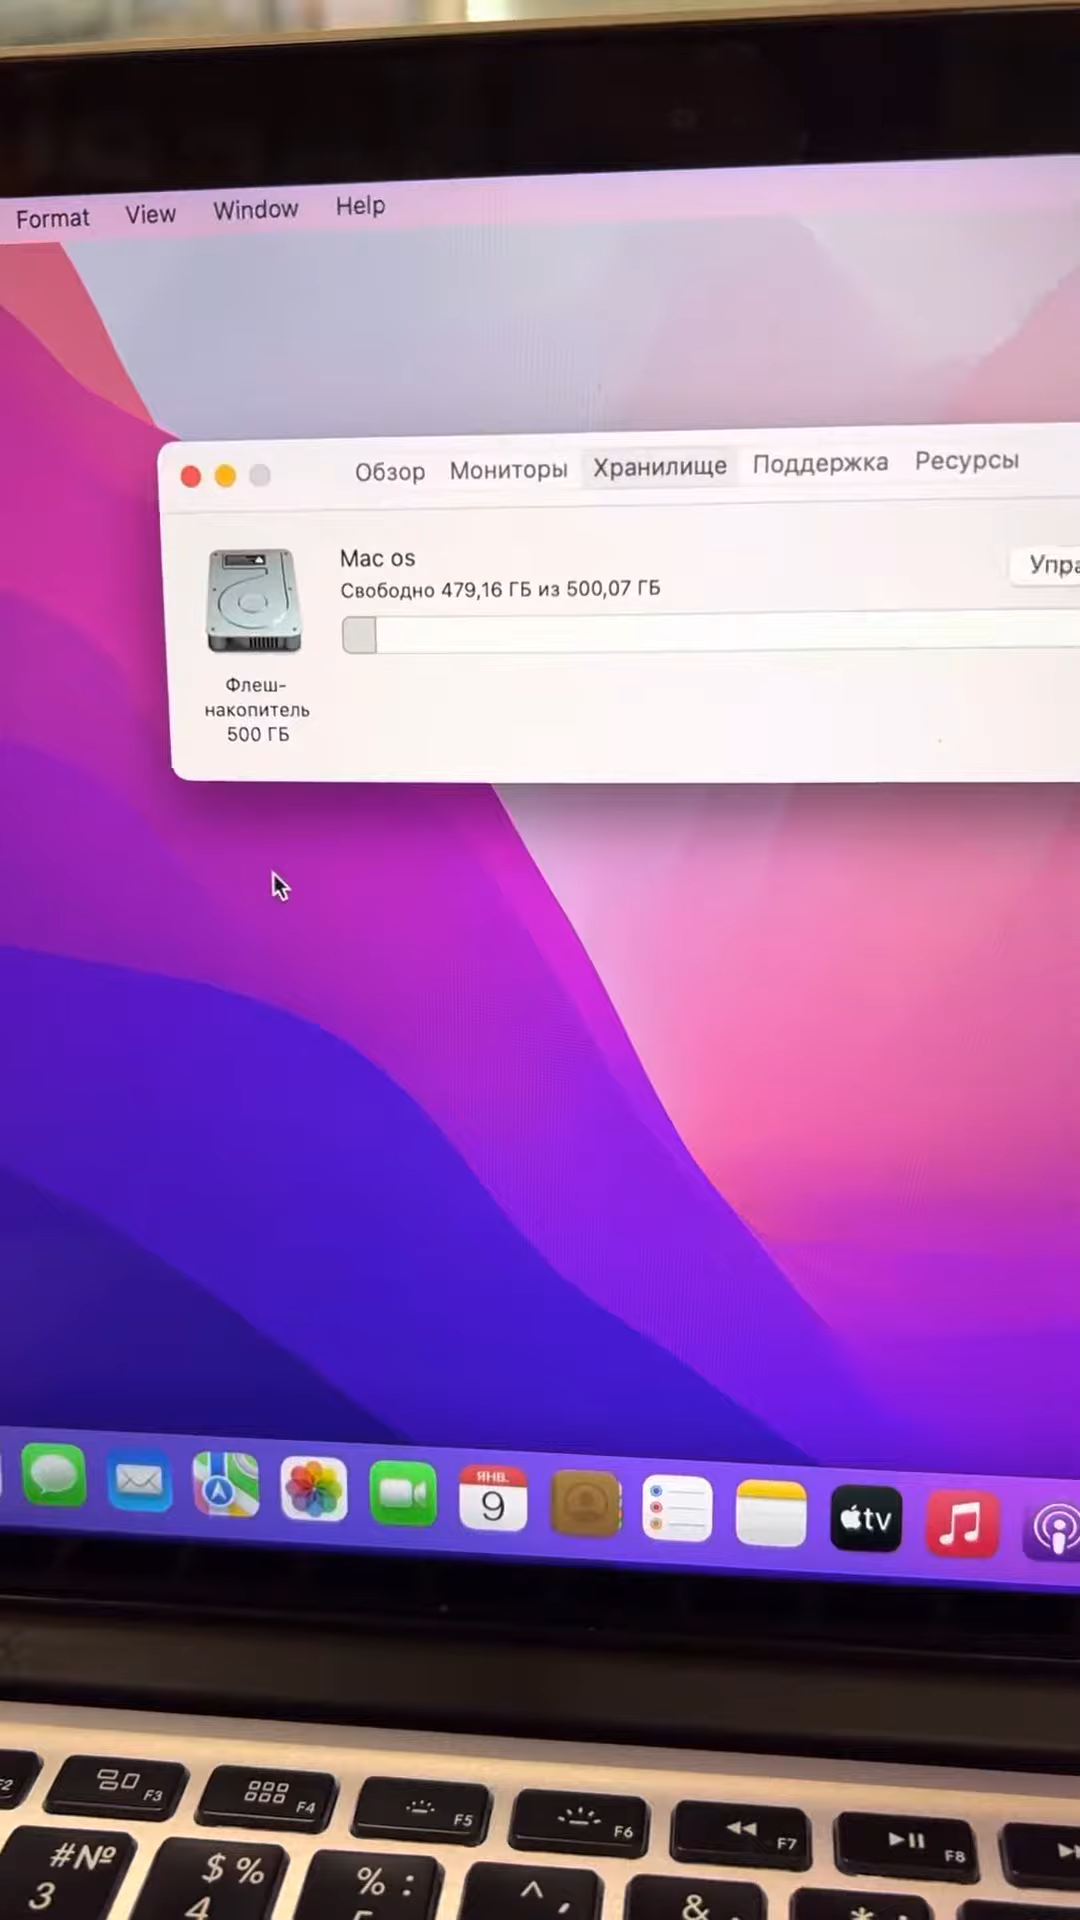 Format View Window Help
Обзор Мониторы Хранилище Поддержка Ресурсы
Mac os
Свободно 479,16 ГБ из 500,07 ГБ
Упра
Флеш-
накопитель
500 ГБ
ЯНВ.
9
tv
F3
F4
F5
F6
F7
F8
#№
3
$ %
4
% :
^ ,
&
*